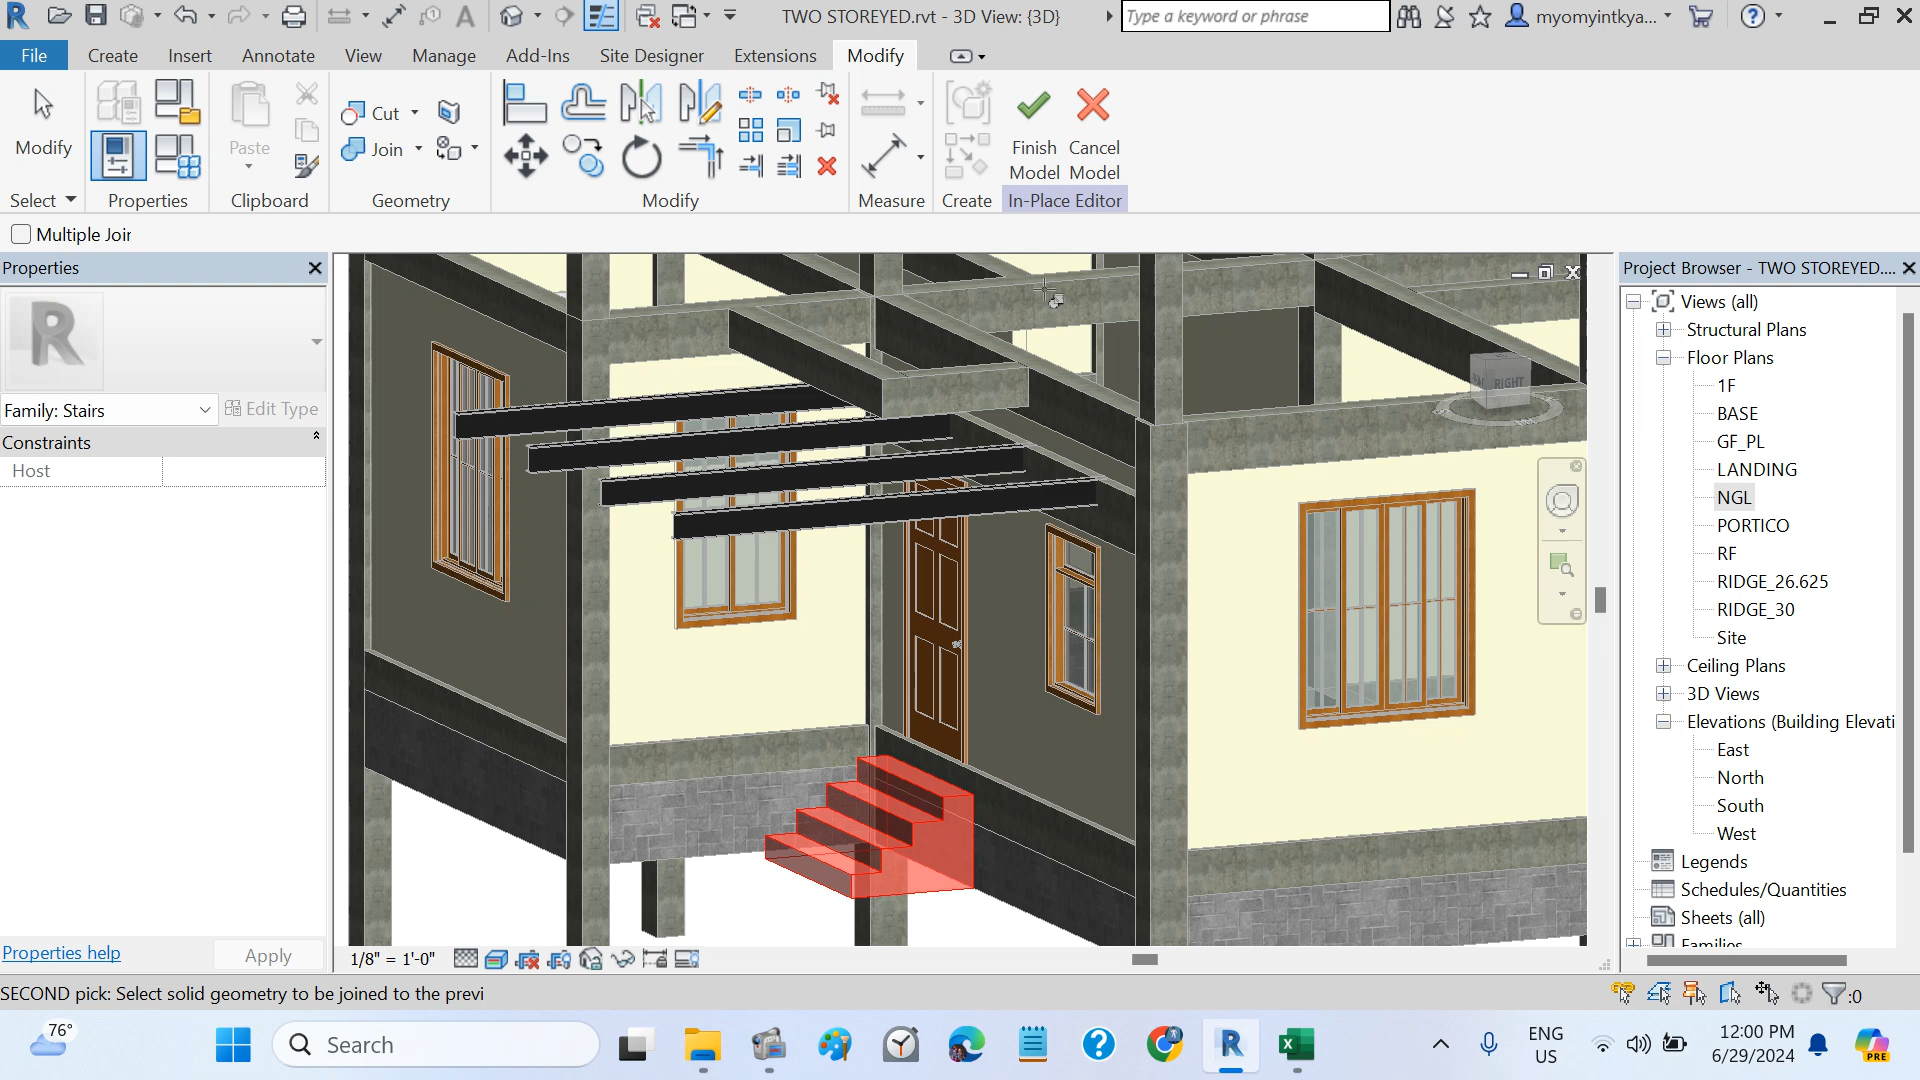 TWO STOREYED.rvt - 3D View: {3D}
Type a keyword or phrase
myomyintkya...
File
Create
Insert
Annotate
View
Manage
Add-Ins
Site Designer
Extensions
Modify
Modify
Paste
Cut
Join
Finish Model
Cancel Model
Select
Properties
Clipboard
Geometry
Modify
Measure
Create
In-Place Editor
Multiple Joir
Properties
Family: Stairs
Edit Type
Constraints
Host
Properties help
Apply
RIGHT
1/8" = 1'-0"
Project Browser - TWO STOREYED....
Views (all)
Structural Plans
Floor Plans
1F
BASE
GF_PL
LANDING
NGL
PORTICO
RF
RIDGE_26.625
RIDGE_30
Site
Ceiling Plans
3D Views
Elevations (Building Elevati
East
North
South
West
Legends
Schedules/Quantities
Sheets (all)
Families
SECOND pick: Select solid geometry to be joined to the previ
:0
76°
Search
ENG
US
12:00 PM
6/29/2024
PRE